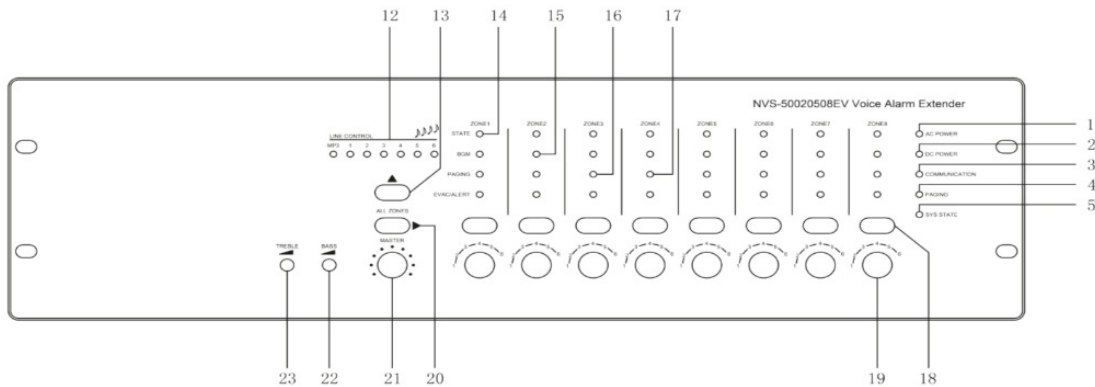 12 13 14 15 16 17
NVS-50020508EV Voice Alarm Extender
LINE CONTROL
MP3 1 2 3 4 5 6
ZONE1 ZONE2 ZONE3 ZONE4 ZONE5 ZONE6 ZONE7 ZONE8
STATE
BGM
PAGING
EVAC/ALERT
AC POWER 1
DC POWER 2
COMMUNICATION 3
PAGING 4
SYS STATE 5
ALL ZONES
MASTER
TREBLE BASS
23 22 21 20 19 18